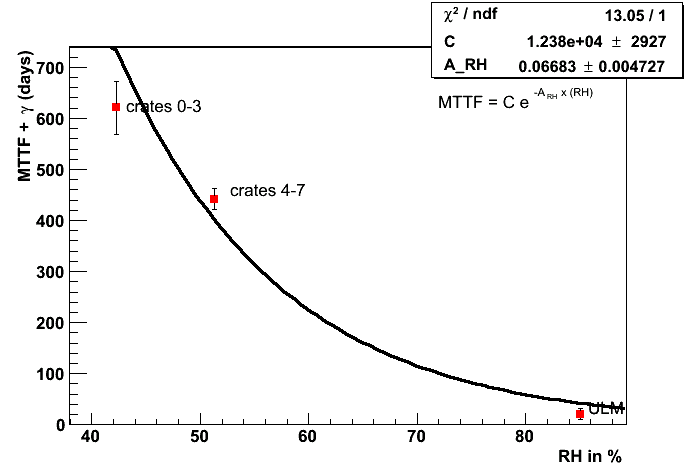 χ² / ndf 13.05 / 1
C 1.238e+04 ± 2927
A_RH 0.06683 ± 0.004727
MTTF = C e -A RH x (RH)
MTTF + γ (days)
700
600
500
400
300
200
100
0
crates 0-3
crates 4-7
ULM
40 50 60 70 80
RH in %